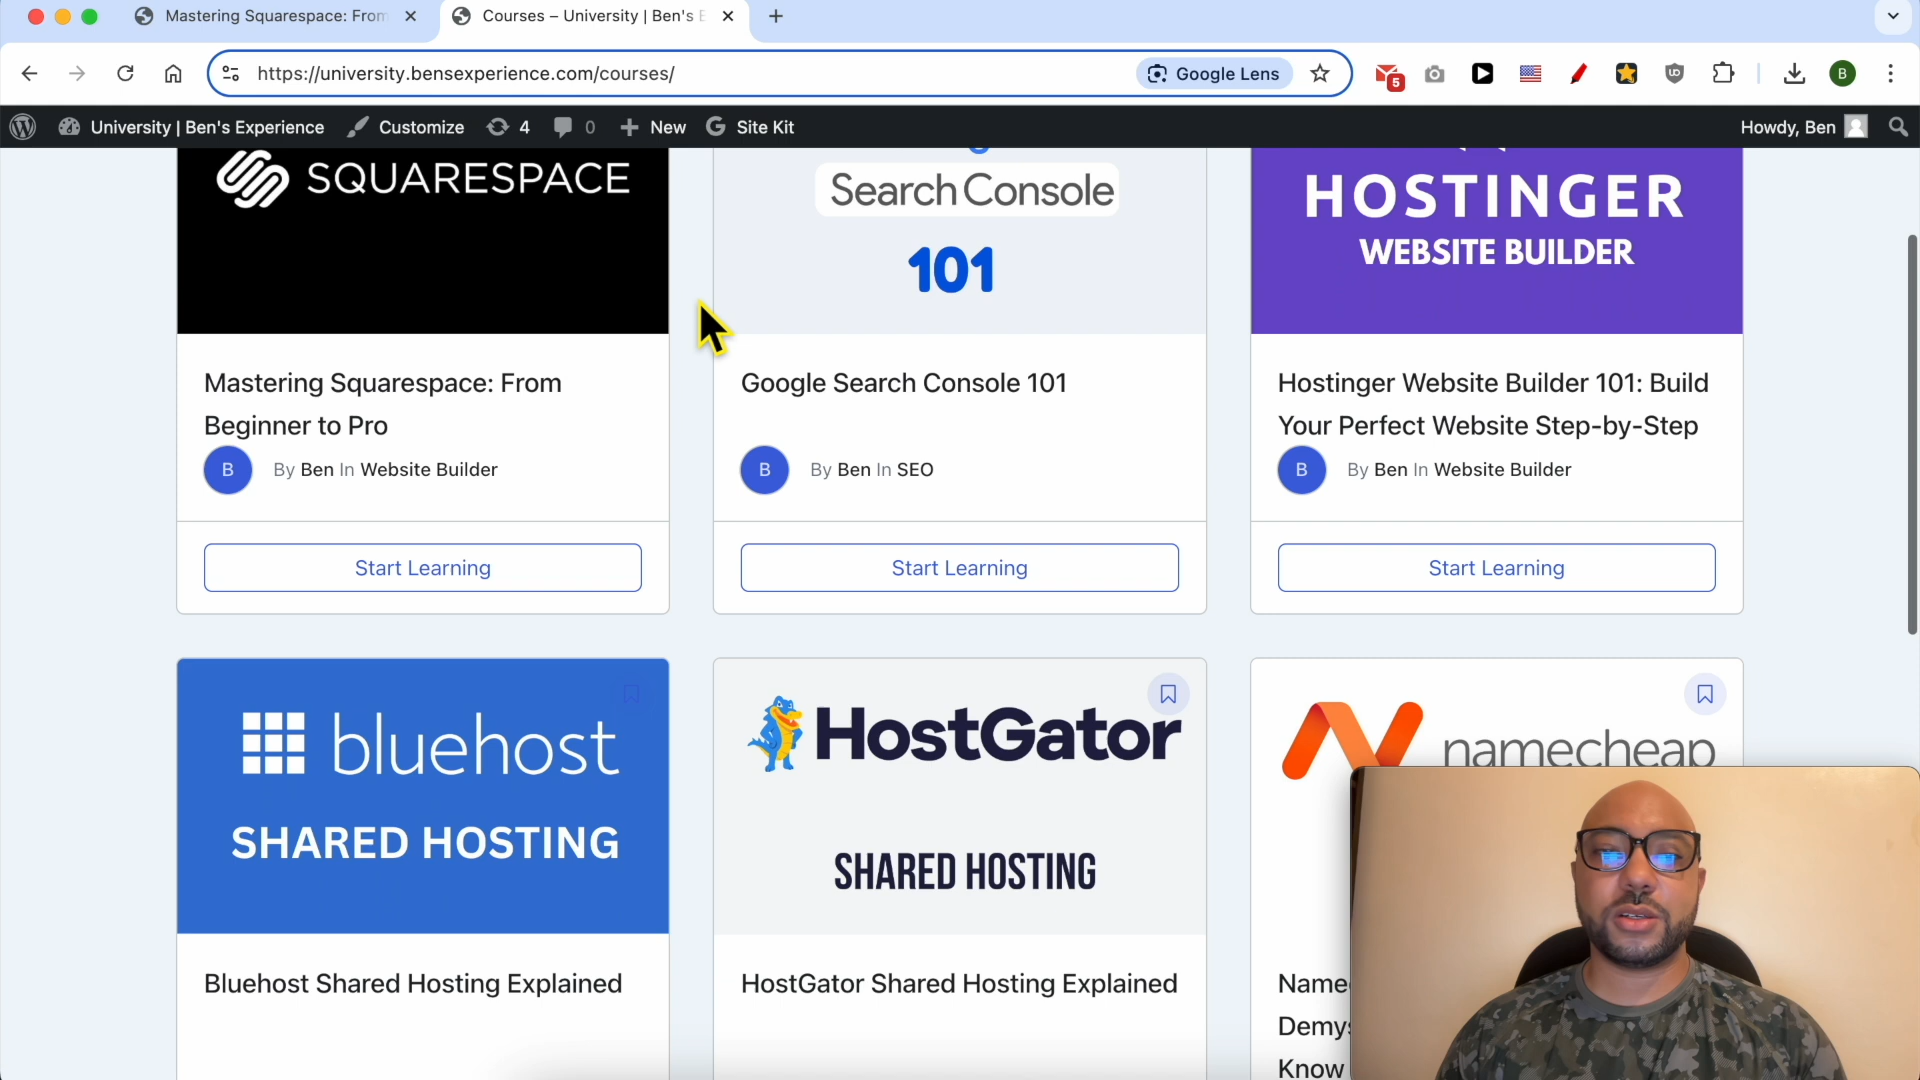 Mastering Squarespace: From
Courses – University | Ben's E
https://university.bensexperience.com/courses/
Google Lens
5
B
University | Ben's Experience
Customize
4
0
New
Site Kit
Howdy, Ben
SQUARESPACE
Search Console
101
HOSTINGER
WEBSITE BUILDER
Mastering Squarespace: From
Beginner to Pro
B
By Ben In Website Builder
Start Learning
Google Search Console 101
B
By Ben In SEO
Start Learning
Hostinger Website Builder 101: Build
Your Perfect Website Step-by-Step
B
By Ben In Website Builder
Start Learning
bluehost
SHARED HOSTING
Bluehost Shared Hosting Explained
HostGator
SHARED HOSTING
HostGator Shared Hosting Explained
namecheap
Name
Demys
Know